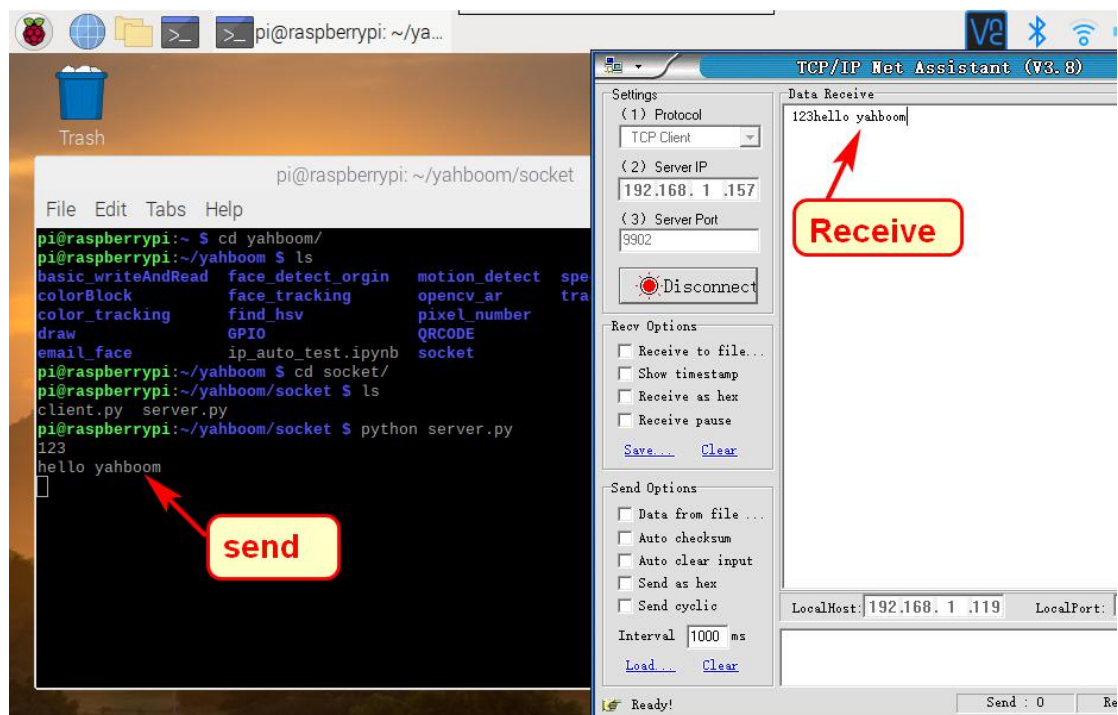 pi@raspberrypi: ~/ya...
Trash
pi@raspberrypi: ~/yahboom/socket
File Edit Tabs Help
pi@raspberrypi:~ $ cd yahboom/
pi@raspberrypi:~/yahboom $ ls
basic_writeAndRead face_detect_orgin motion_detect spe
colorBlock face_tracking opencv_ar tra
color_tracking find_hsv pixel_number
draw GPIO QRCODE
email_face ip_auto_test.ipynb socket
pi@raspberrypi:~/yahboom $ cd socket/
pi@raspberrypi:~/yahboom/socket $ ls
client.py server.py
pi@raspberrypi:~/yahboom/socket $ python server.py
123
hello yahboom
send
TCP/IP Net Assistant (V3.8)
Settings
(1) Protocol
TCP Client
(2) Server IP
192.168. 1 .157
(3) Server Port
9902
Disconnect
Recv Options
Receive to file...
Show timestamp
Receive as hex
Receive pause
Save... Clear
Send Options
Data from file ...
Auto checksum
Auto clear input
Send as hex
Send cyclic
Interval 1000 ms
Load... Clear
Data Receive
123hello yahboom
Receive
LocalHost: 192.168. 1 .119 LocalPort:
Ready! Send : 0 Re